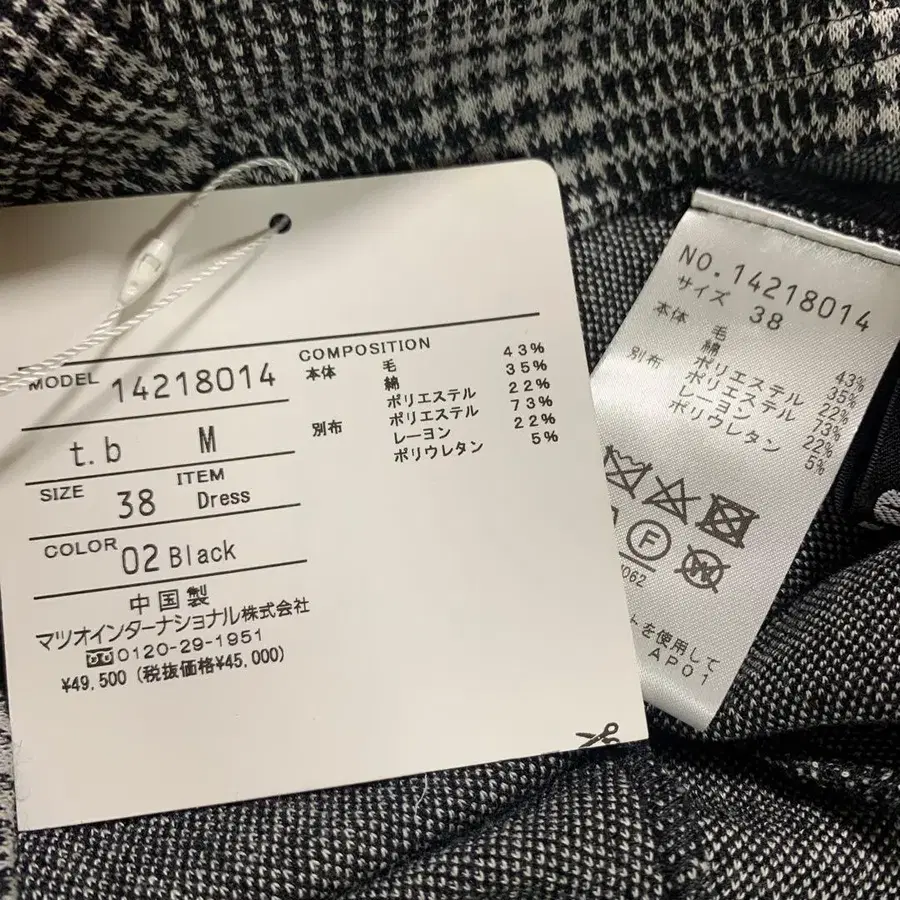 MODEL 14218014
t.b M
SIZE 38 ITEM Dress
COLOR 02 Black
中国製
マツオインターナショナル株式会社
0120-29-1951
¥49,500 (税抜価格¥45,000)
COMPOSITION
本体 毛 43%
綿 35%
ポリエステル 22%
別布 ポリエステル 73%
レーヨン 22%
ポリウレタン 5%
NO.14218014
サイズ 38
本体 毛 43%
綿 35%
ポリエステル 22%
別布 ポリエステル 73%
レーヨン 22%
ポリウレタン 5%
F
W
062
を使用して
AP01